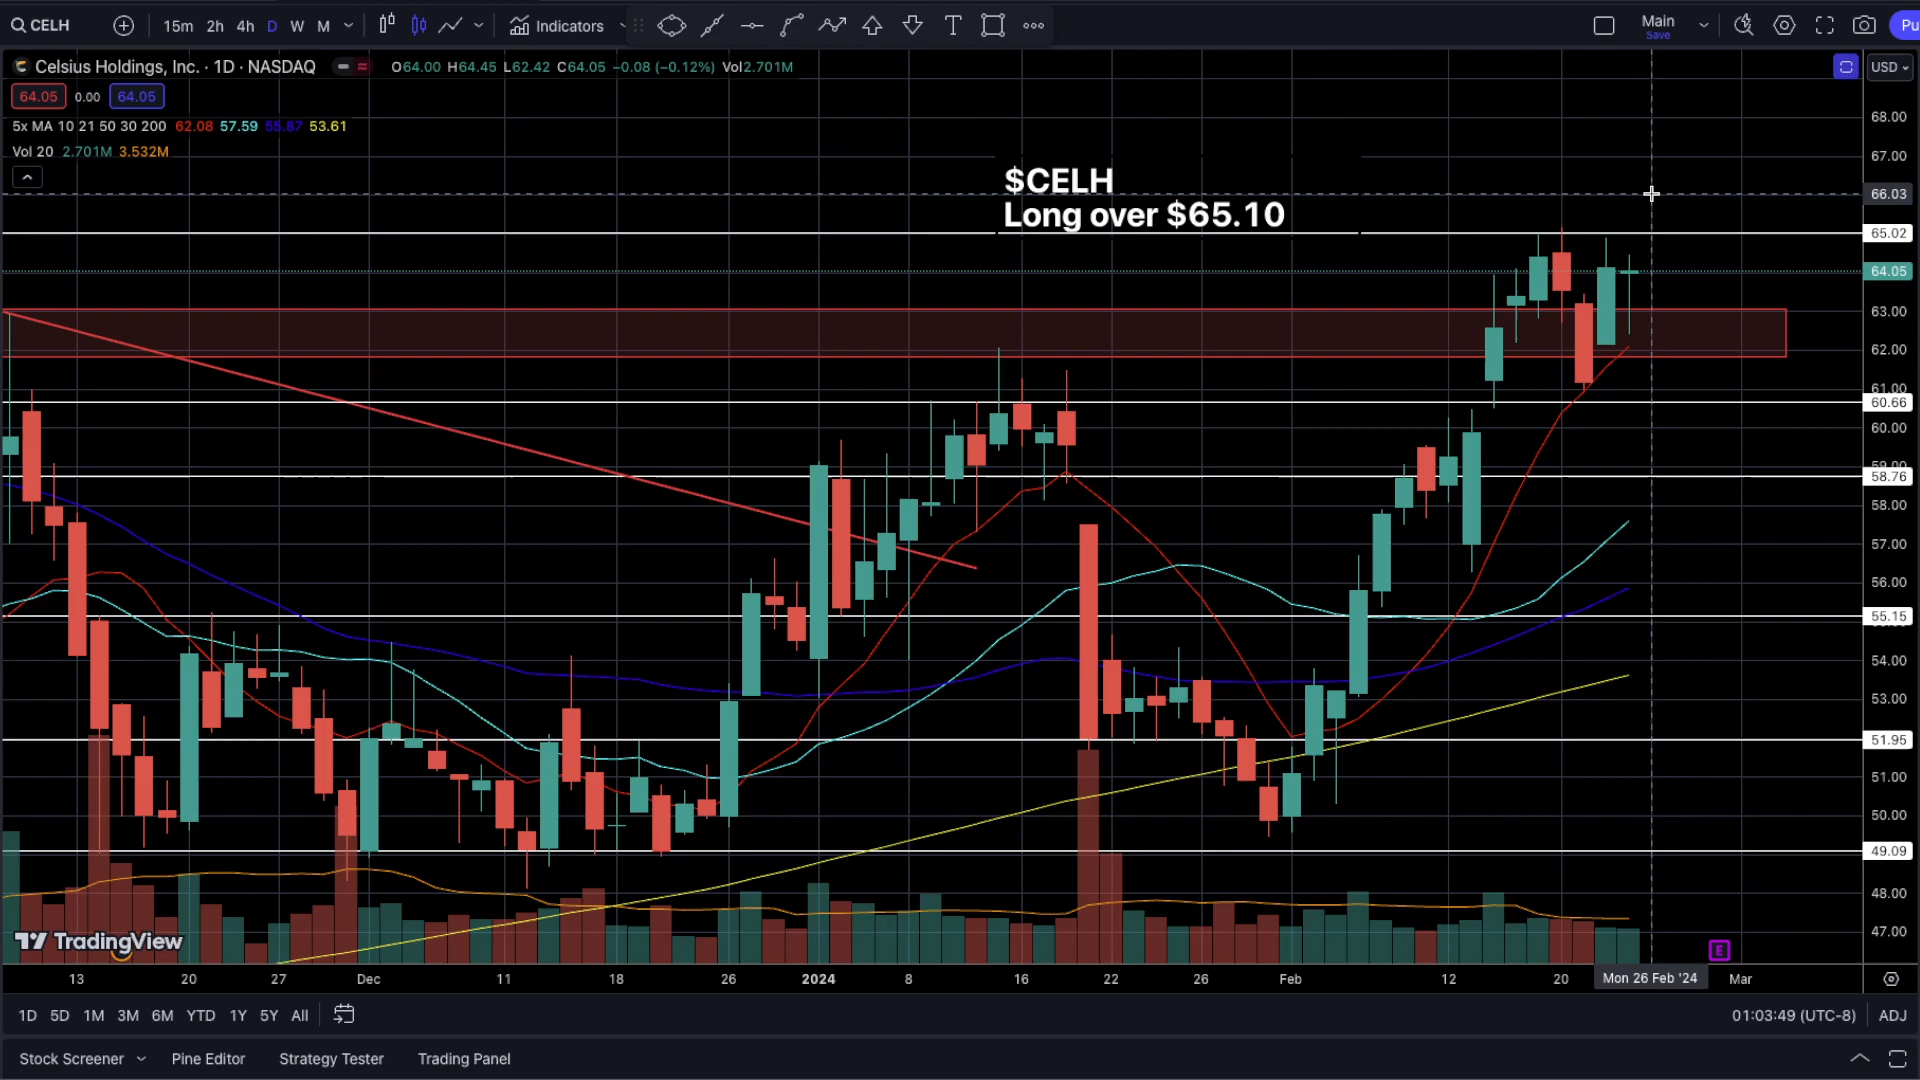 CELH 15m 2h 4h D W M Indicators T Main Save Pu
Celsius Holdings, Inc. · 1D · NASDAQ O64.00 H64.45 L62.42 C64.05 −0.08 (−0.12%) Vol2.701M USD
64.05 0.00 64.05
5x MA 10 21 50 30 200 62.08 57.59 55.87 53.61
Vol 20 2.701M 3.532M
$CELH
Long over $65.10
68.00
67.00
66.03
65.02
64.05
63.00
62.00
61.00
60.66
60.00
59.00
58.76
58.00
57.00
56.00
55.15
54.00
53.00
51.95
51.00
50.00
49.09
48.00
47.00
TradingView
E
13 20 27 Dec 11 18 26 2024 8 16 22 26 Feb 12 20 Mon 26 Feb '24 Mar
1D 5D 1M 3M 6M YTD 1Y 5Y All 01:03:49 (UTC-8) ADJ
Stock Screener Pine Editor Strategy Tester Trading Panel